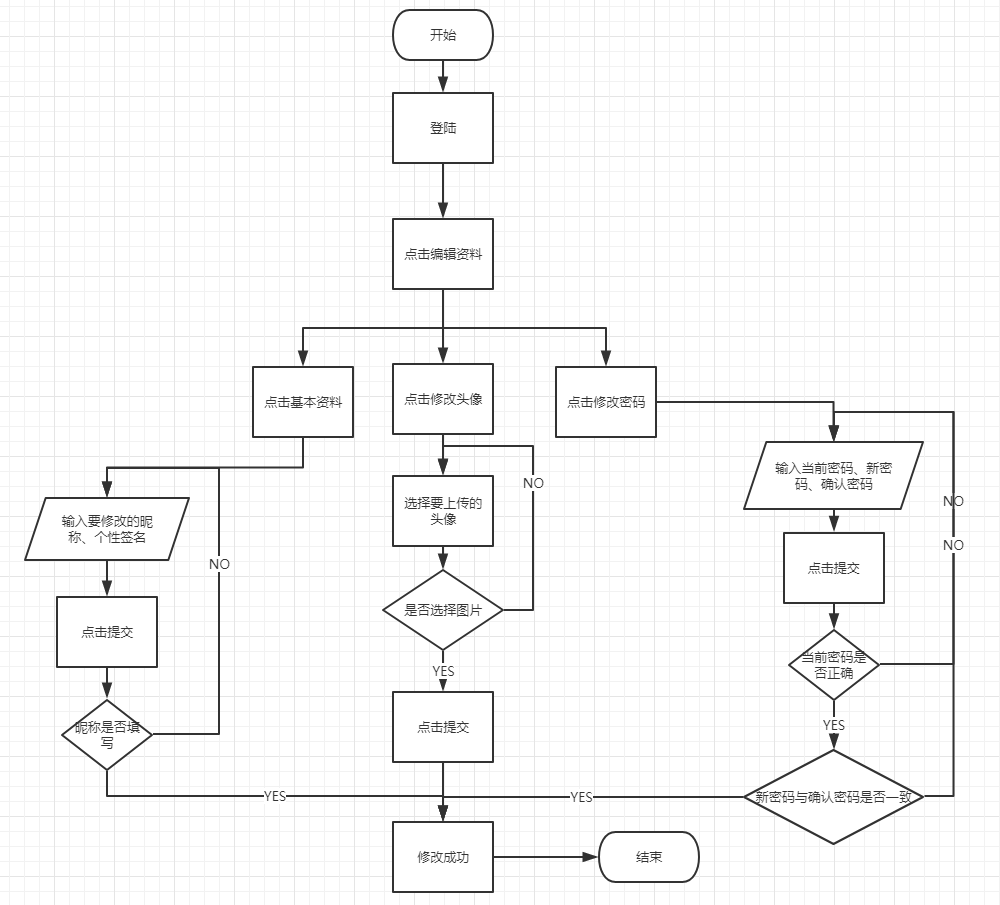 开始
登陆
点击编辑资料
点击基本资料
点击修改头像
点击修改密码
输入要修改的昵
称、个性签名
点击提交
昵称是否填
写
NO
YES
选择要上传的
头像
NO
是否选择图片
YES
点击提交
输入当前密码、新密
码、确认密码
NO
NO
点击提交
当前密码是
否正确
YES
新密码与确认密码是否一致
YES
修改成功
结束